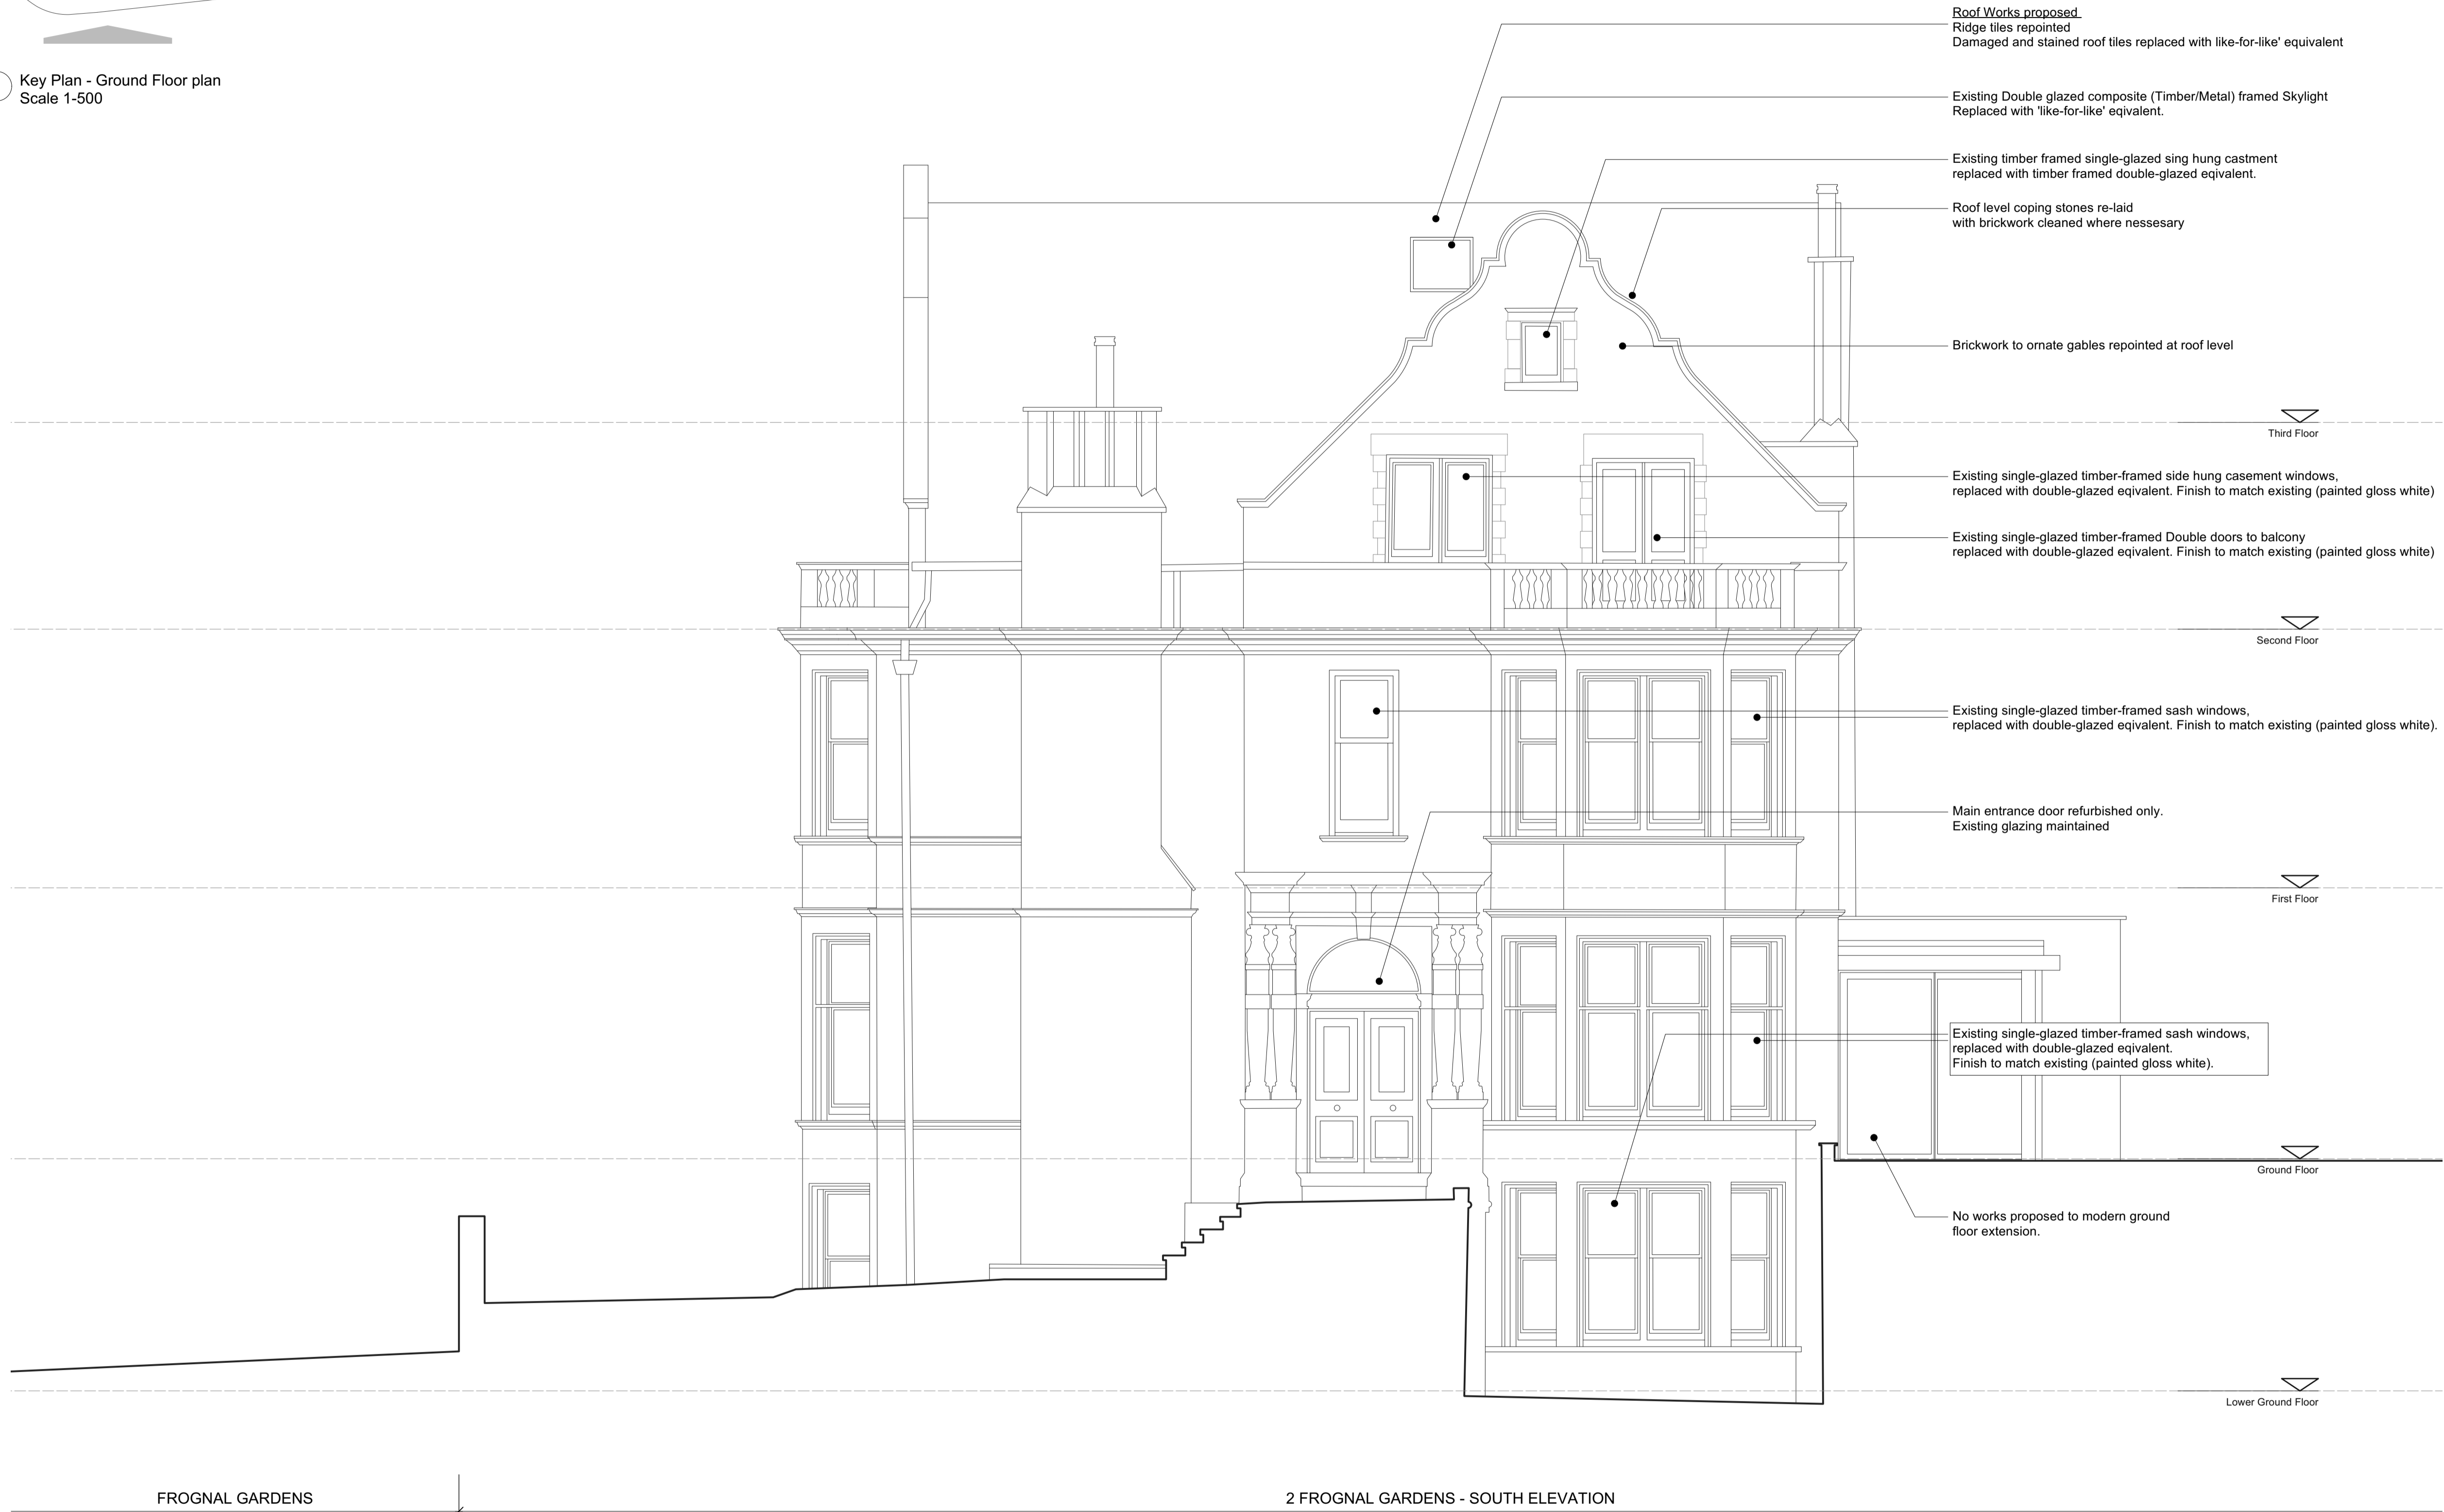 Key Plan - Ground Floor plan
Scale 1-500
Roof Works proposed
Ridge tiles repointed
Damaged and stained roof tiles replaced with like-for-like' equivalent
Existing Double glazed composite (Timber/Metal) framed Skylight
Replaced with 'like-for-like' eqivalent.
Existing timber framed single-glazed sing hung castment
replaced with timber framed double-glazed eqivalent.
Roof level coping stones re-laid
with brickwork cleaned where nessesary
Brickwork to ornate gables repointed at roof level
Third Floor
Existing single-glazed timber-framed side hung casement windows,
replaced with double-glazed eqivalent. Finish to match existing (painted gloss white)
Existing single-glazed timber-framed Double doors to balcony
replaced with double-glazed eqivalent. Finish to match existing (painted gloss white)
Second Floor
Existing single-glazed timber-framed sash windows,
replaced with double-glazed eqivalent. Finish to match existing (painted gloss white).
Main entrance door refurbished only.
Existing glazing maintained
First Floor
Existing single-glazed timber-framed sash windows,
replaced with double-glazed eqivalent.
Finish to match existing (painted gloss white).
Ground Floor
No works proposed to modern ground
floor extension.
Lower Ground Floor
FROGNAL GARDENS
2 FROGNAL GARDENS - SOUTH ELEVATION